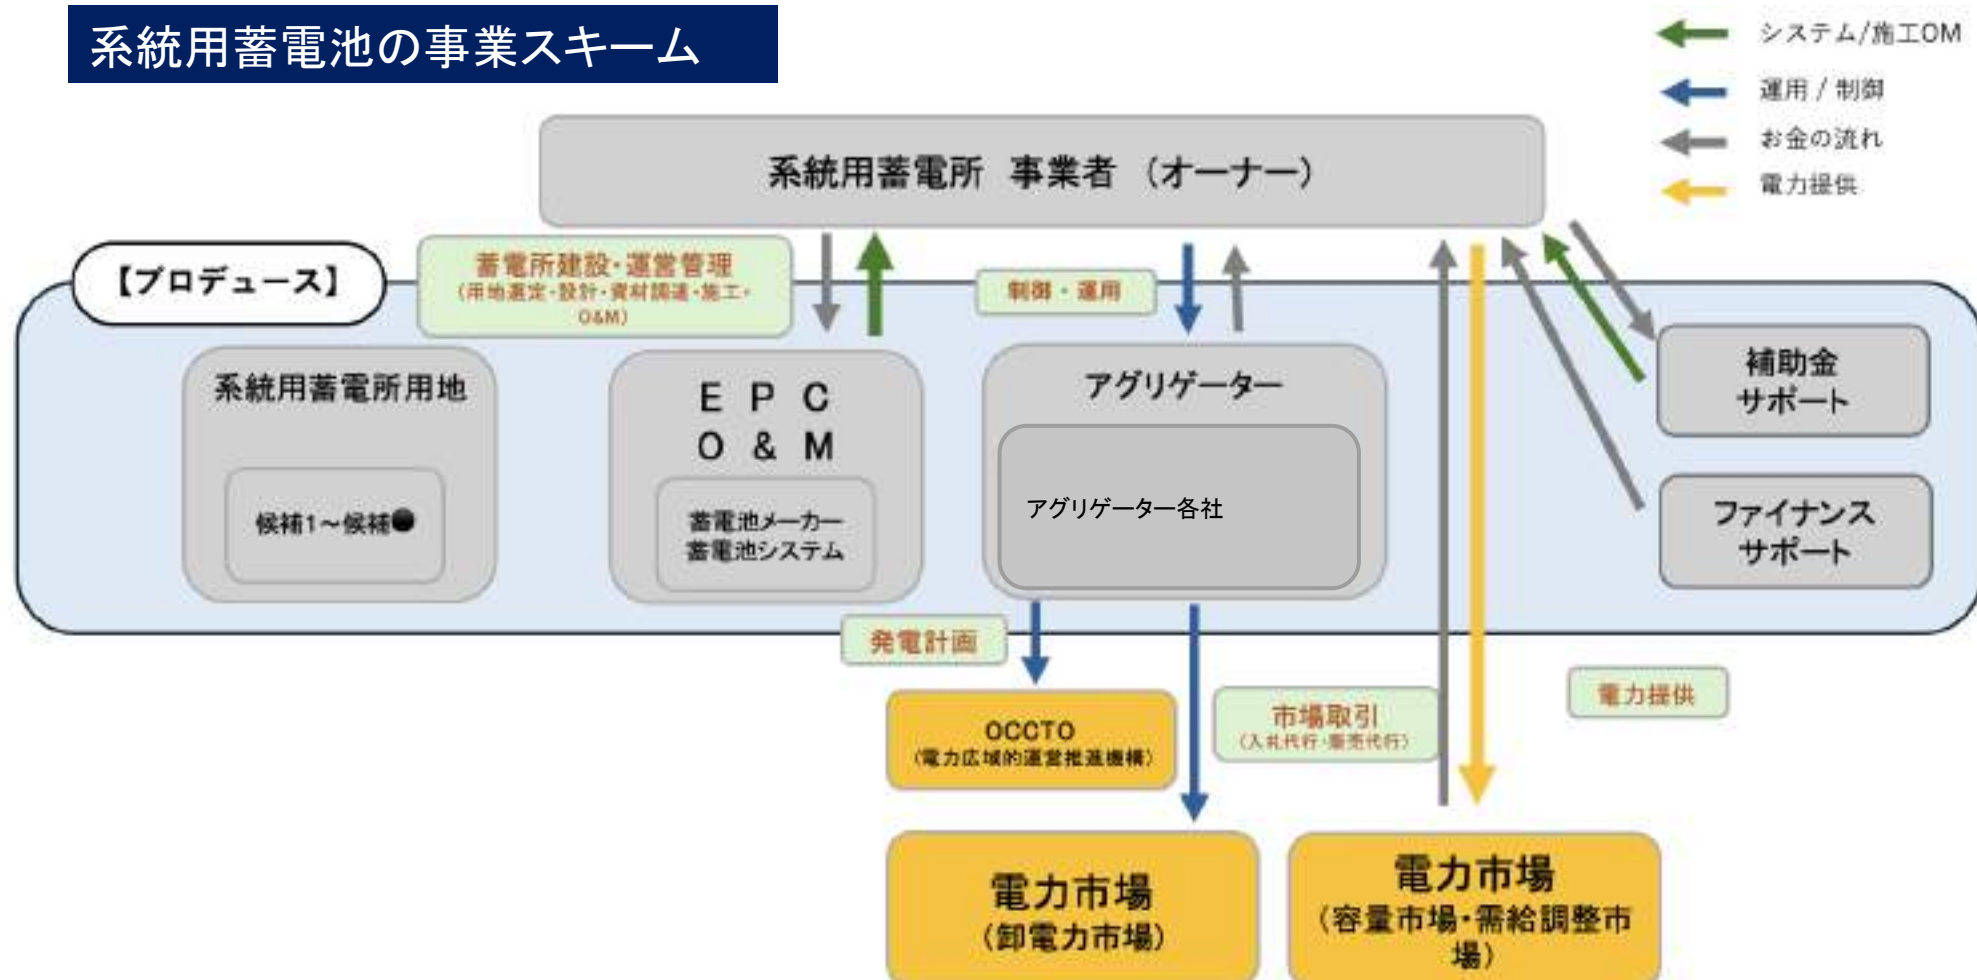 系統用蓄電池の事業スキーム
システム/施工OM
運用 / 制御
お金の流れ
電力提供
系統用蓄電所 事業者 （オーナー）
【プロデュース】
蓄電所建設・運営管理
（用地選定・設計・資材調達・施工・
O&M）
制御・運用
系統用蓄電所用地
候補1～候補●
E P C
O & M
蓄電池メーカー
蓄電池システム
アグリゲーター
アグリゲーター各社
補助金
サポート
ファイナンス
サポート
発電計画
OCCTO
（電力広域的運営推進機構）
市場取引
（入札代行・販売代行）
電力提供
電力市場
（卸電力市場）
電力市場
（容量市場・需給調整市
場）